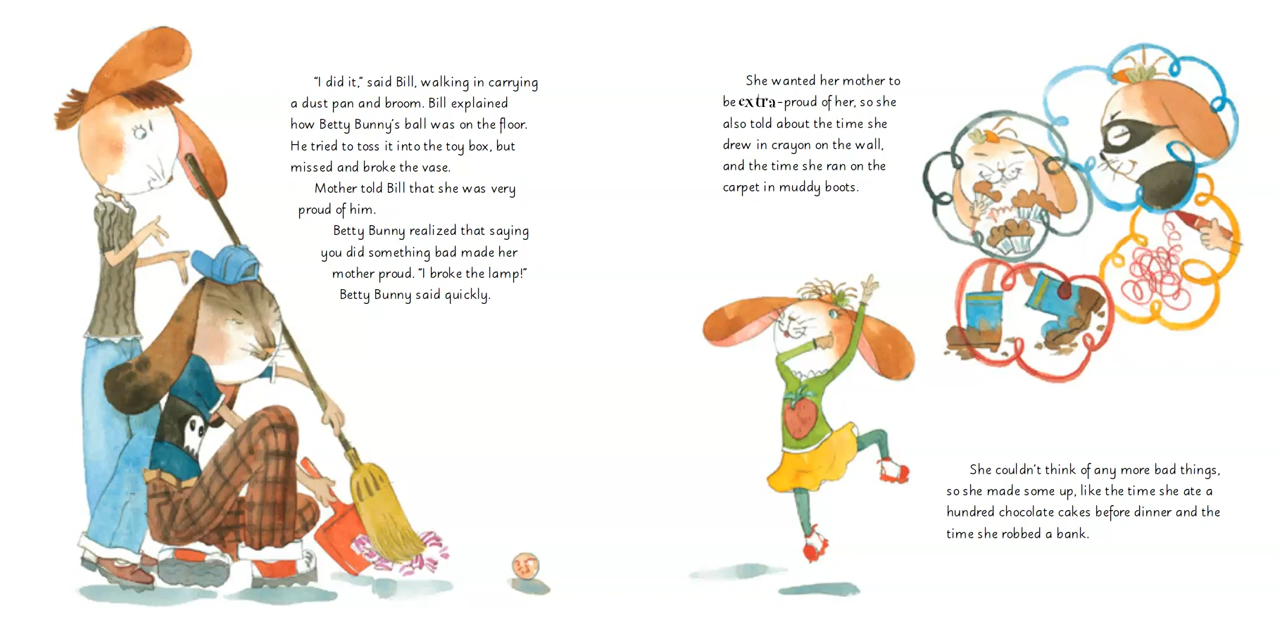 “I did it,” said Bill, walking in carrying
a dust pan and broom. Bill explained
how Betty Bunny’s ball was on the floor.
He tried to toss it into the toy box, but
missed and broke the vase.
Mother told Bill that she was very
proud of him.
Betty Bunny realized that saying
you did something bad made her
mother proud. “I broke the lamp!”
Betty Bunny said quickly.
She wanted her mother to
be extra-proud of her, so she
also told about the time she
drew in crayon on the wall,
and the time she ran on the
carpet in muddy boots.
She couldn’t think of any more bad things,
so she made some up, like the time she ate a
hundred chocolate cakes before dinner and the
time she robbed a bank.